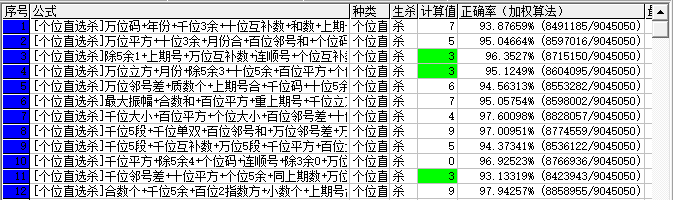 序号 公式 种类 生杀 计算值 正确率(加权算法)
1 [个位直选杀]万位码+年份+千位3余+十位互补数+和数+上期 个位直 杀 7 93.87659% (8491185/9045050)
2 [个位直选杀]万位平方+十位3余+月份合+百位邻号和+个位码 个位直 杀 5 95.04664% (8597016/9045050)
3 [个位直选杀]除5余1+上期号+万位互补数+连顺号+个位互补数 个位直 杀 3 96.3527% (8715150/9045050)
4 [个位直选杀]万位立方+月份+除5余3+十位5余+百位平方+个 个位直 杀 3 95.1249% (8604095/9045050)
5 [个位直选杀]万位邻号差+质数个+上期号合+千位码+十位5余 个位直 杀 6 94.56313% (8553282/9045050)
6 [个位直选杀]最大振幅+合数和+百位平方+重上期号+千位立 个位直 杀 7 95.05754% (8598002/9045050)
7 [个位直选杀]千位大小+百位平方+个位大小+百位邻号差+十 个位直 杀 4 97.60098% (8828057/9045050)
8 [个位直选杀]千位5段+千位单双+百位邻号和+万位邻号差+万 个位直 杀 9 97.00951% (8774559/9045050)
9 [个位直选杀]千位5段+千位互补数+万位5段+百位平方+千位 个位直 杀 5 94.37341% (8536122/9045050)
10 [个位直选杀]千位平方+除5余4+个位码+连顺号+除3余0+万位 个位直 杀 0 96.92523% (8766936/9045050)
11 [个位直选杀]千位邻号差+十位平方+个位5余+同上期数+万位 个位直 杀 3 93.13319% (8423943/9045050)
12 [个位直选杀]合数个+千位5余+百位2指数方+小数个+上期号 个位直 杀 9 97.94257% (8858955/9045050)